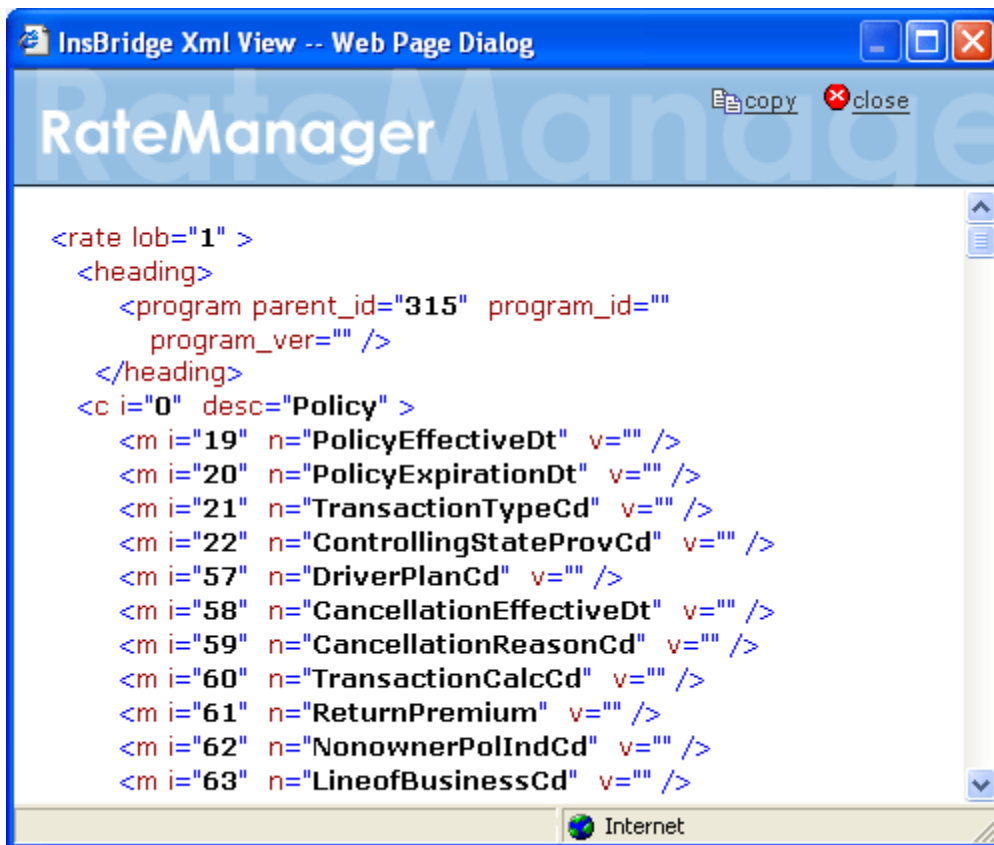 InsBridge Xml View -- Web Page Dialog
RateManage
copy close
RateManager
<rate lob="1" >
<heading>
<program parent_id="315" program_id=""
program_ver="" />
</heading>
<c i="0" desc="Policy" >
<m i="19" n="PolicyEffectiveDt" v="" />
<m i="20" n="PolicyExpirationDt" v="" />
<m i="21" n="TransactionTypeCd" v="" />
<m i="22" n="ControllingStateProvCd" v="" />
<m i="57" n="DriverPlanCd" v="" />
<m i="58" n="CancellationEffectiveDt" v="" />
<m i="59" n="CancellationReasonCd" v="" />
<m i="60" n="TransactionCalcCd" v="" />
<m i="61" n="ReturnPremium" v="" />
<m i="62" n="NonownerPolIndCd" v="" />
<m i="63" n="LineofBusinessCd" v="" />
Internet